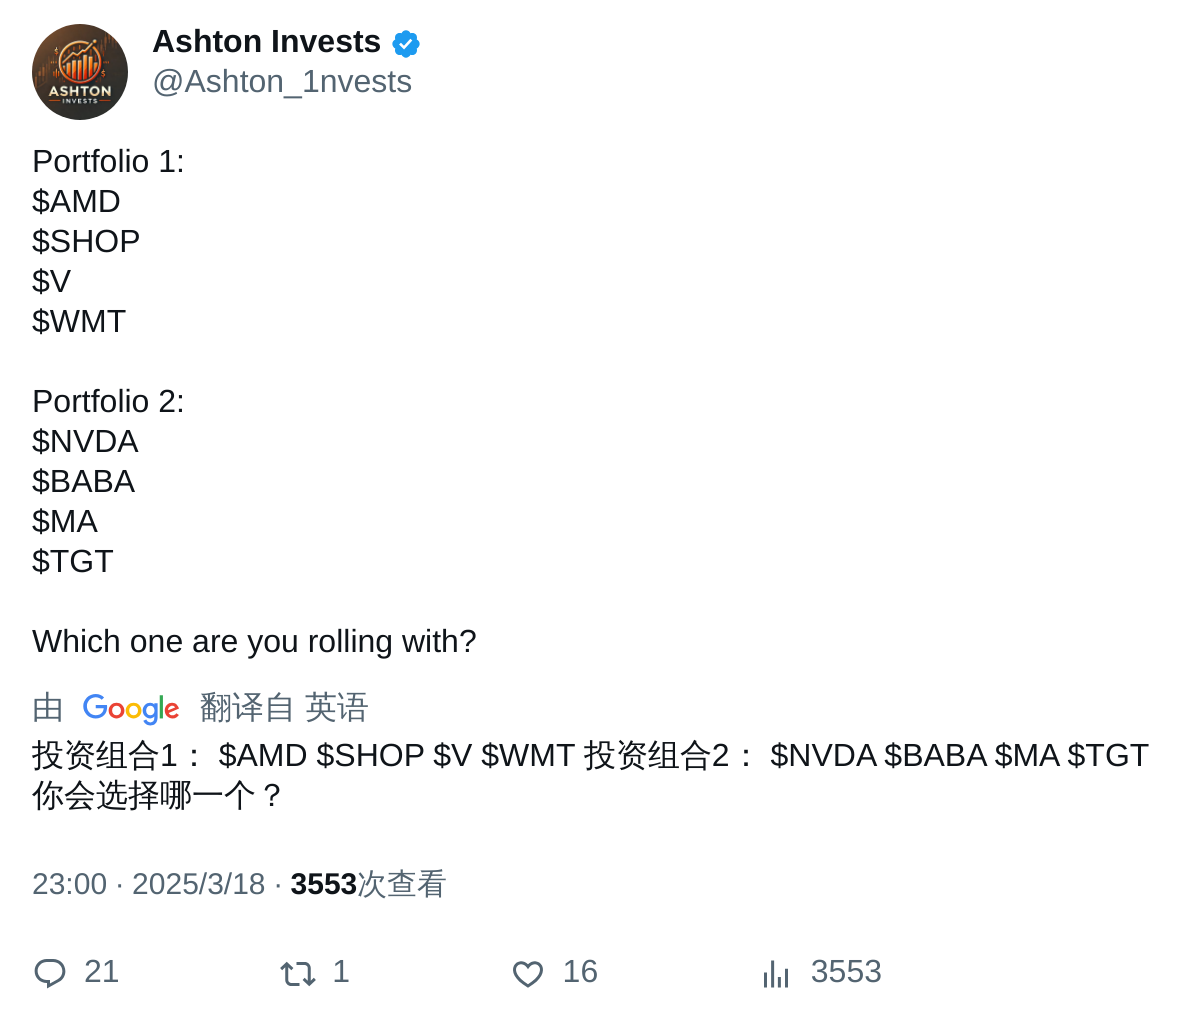 Ashton Invests
@Ashton_1nvests
ASHTON
INVESTS
Portfolio 1:
$AMD
$SHOP
$V
$WMT
Portfolio 2:
$NVDA
$BABA
$MA
$TGT
Which one are you rolling with?
由 Google 翻译自 英语
投资组合1： $AMD $SHOP $V $WMT 投资组合2： $NVDA $BABA $MA $TGT
你会选择哪一个？
23:00 · 2025/3/18 · 3553次查看
21 1 16 3553